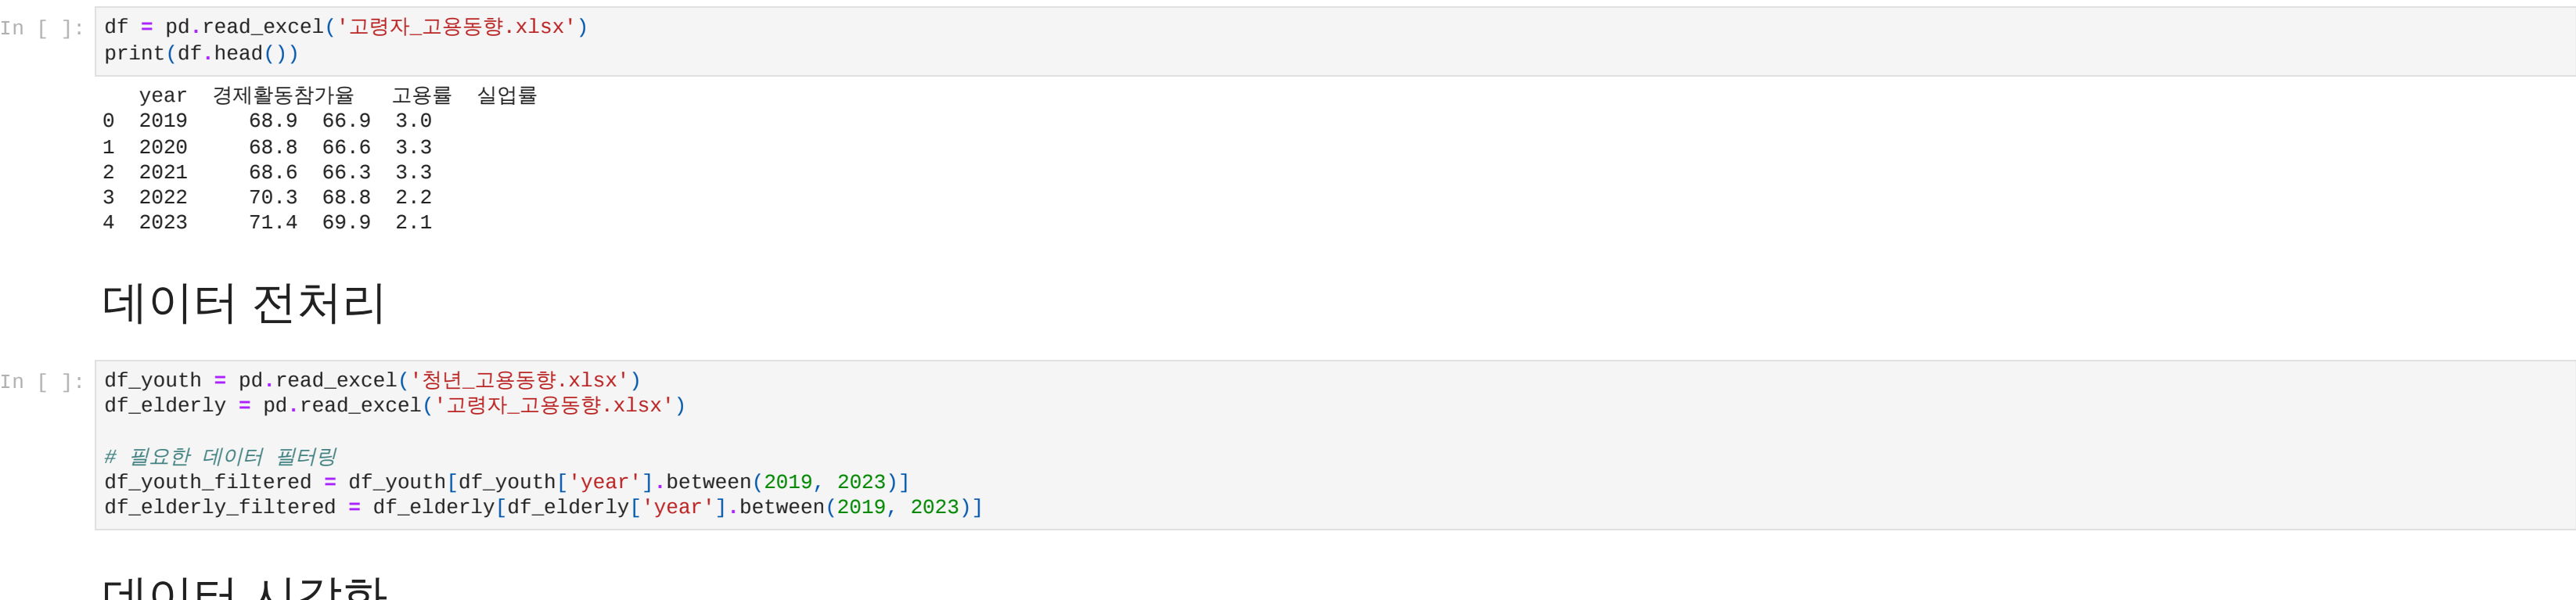 In [ ]: df = pd.read_excel('고령자_고용동향.xlsx')
print(df.head())
year 경제활동참가율 고용률 실업률
0 2019 68.9 66.9 3.0
1 2020 68.8 66.6 3.3
2 2021 68.6 66.3 3.3
3 2022 70.3 68.8 2.2
4 2023 71.4 69.9 2.1
데이터 전처리
In [ ]: df_youth = pd.read_excel('청년_고용동향.xlsx')
df_elderly = pd.read_excel('고령자_고용동향.xlsx')
# 필요한 데이터 필터링
df_youth_filtered = df_youth[df_youth['year'].between(2019, 2023)]
df_elderly_filtered = df_elderly[df_elderly['year'].between(2019, 2023)]
데이터 시각화